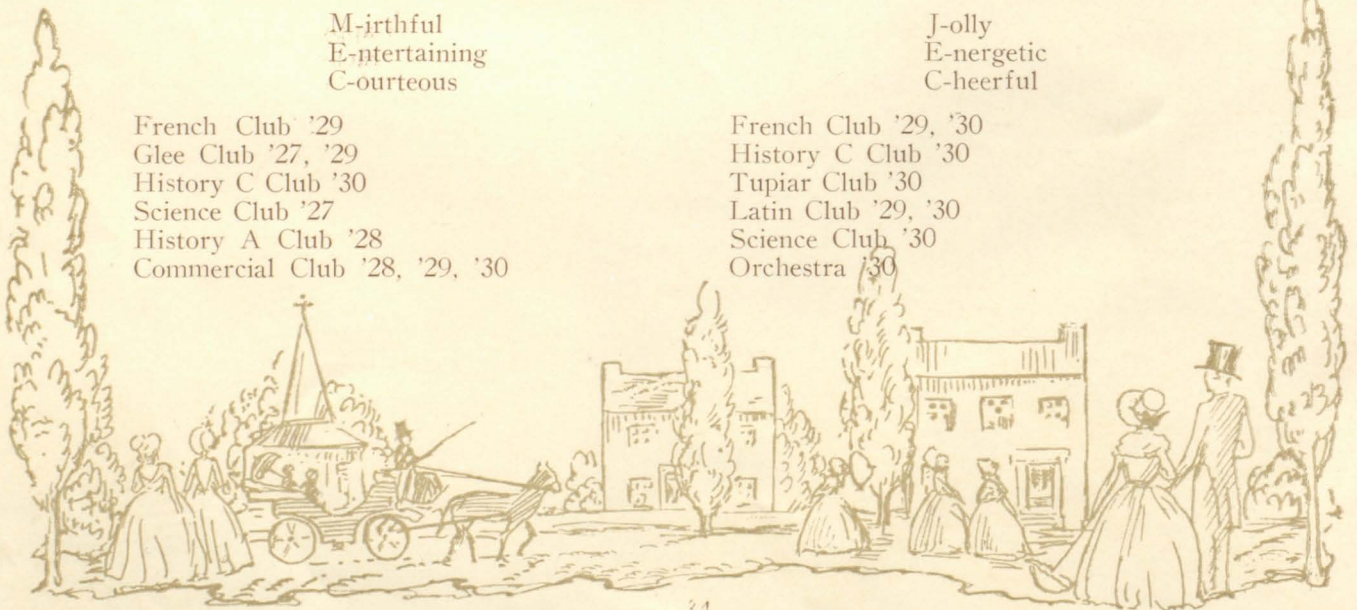 M-irthful
E-ntertaining
C-ourteous
French Club '29
Glee Club '27, '29
History C Club '30
Science Club '27
History A Club '28
Commercial Club '28, '29, '30
J-olly
E-nergetic
C-heerful
French Club '29, '30
History C Club '30
Tupiar Club '30
Latin Club '29, '30
Science Club '30
Orchestra '30